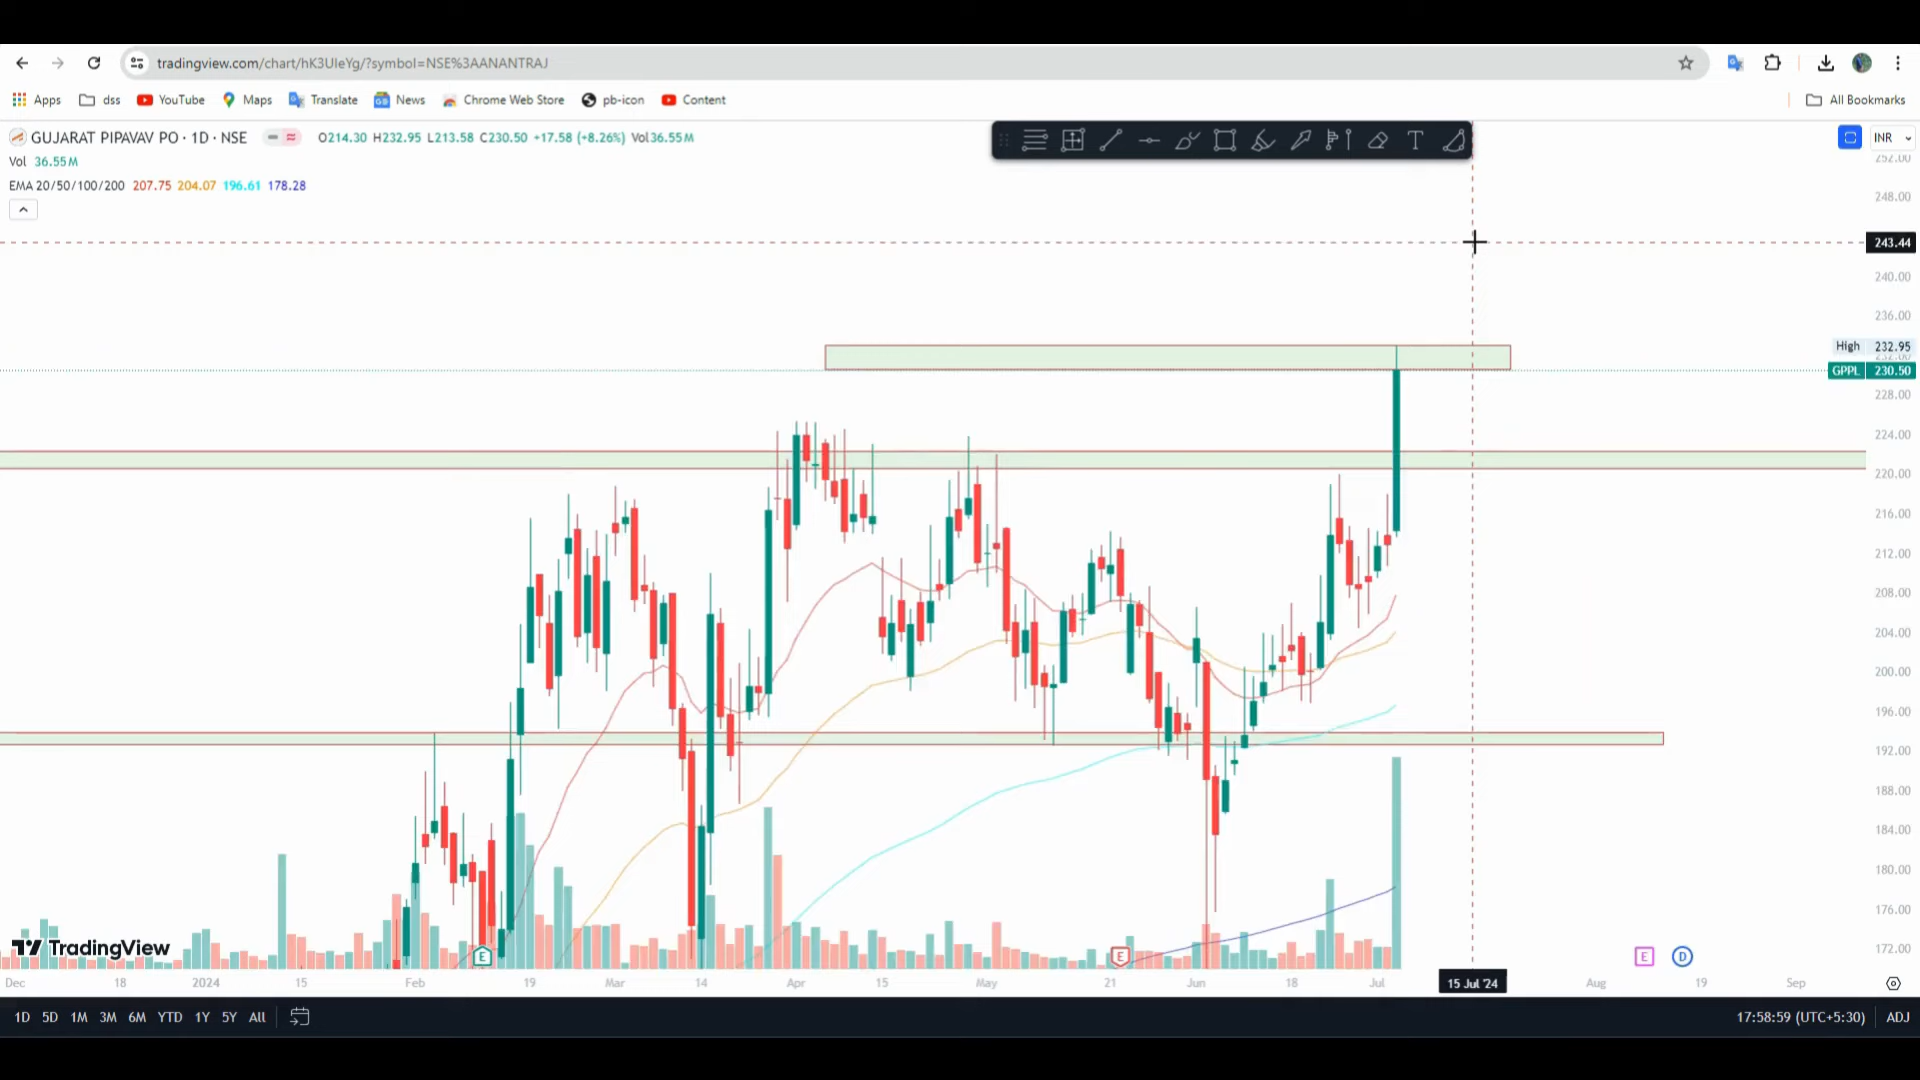 tradingview.com/chart/hK3UIeYg/?symbol=NSE%3AANANTRAJ
Apps dss YouTube Maps Translate News Chrome Web Store pb-icon Content All Bookmarks
GUJARAT PIPAVAV PO · 1D · NSE O214.30 H232.95 L213.58 C230.50 +17.58 (+8.26%) Vol36.55M
INR
Vol 36.55M
252.00
EMA 20/50/100/200 207.75 204.07 196.61 178.28
248.00
243.44
240.00
236.00
High 232.95
232.00
GPPL 230.50
228.00
224.00
220.00
216.00
212.00
208.00
204.00
200.00
196.00
192.00
188.00
184.00
180.00
176.00
TradingView
E E E D
172.00
Dec 18 2024 15 Feb 19 Mar 14 Apr 15 May 21 Jun 18 Jul 15 Jul '24 Aug 19 Sep
1D 5D 1M 3M 6M YTD 1Y 5Y All 17:58:59 (UTC+5:30) ADJ